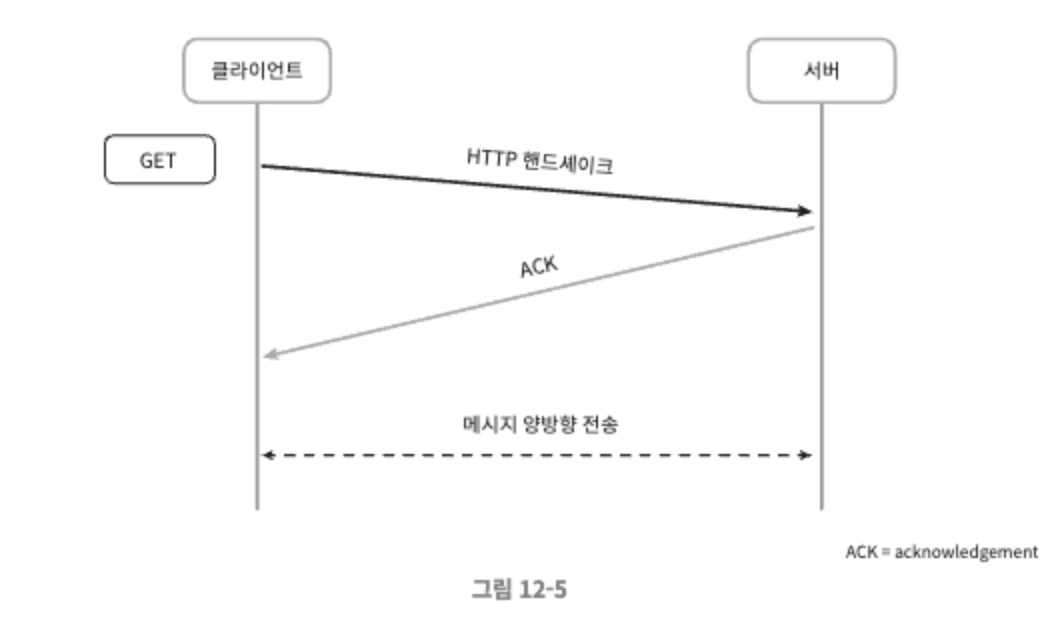 클라이언트
서버
GET
HTTP 핸드셰이크
ACK
메시지 양방향 전송
ACK = acknowledgement
그림 12-5